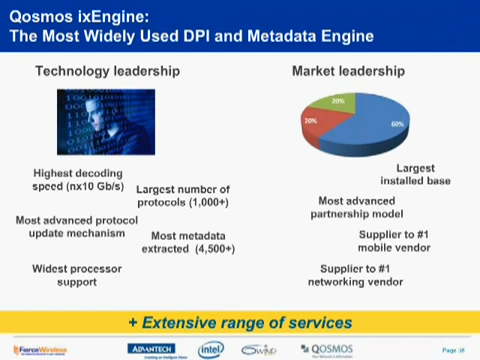 Qosmos ixEngine:
The Most Widely Used DPI and Metadata Engine
Technology leadership
Market leadership
20%
20%
60%
Highest decoding
speed (nx10 Gb/s)
Largest number of
protocols (1,000+)
Most advanced protocol
update mechanism
Most metadata
extracted (4,500+)
Widest processor
support
Largest
installed base
Most advanced
partnership model
Supplier to #1
mobile vendor
Supplier to #1
networking vendor
+ Extensive range of services
FierceWireless
ADVANTECH
intel
6WIND
QOSMOS
Page 38